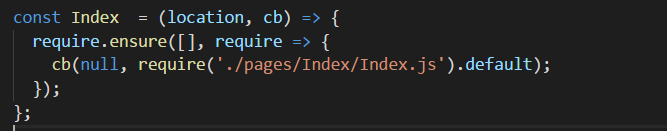 const Index  = (location, cb) => {
  require.ensure([], require => {
    cb(null, require('./pages/Index/Index.js').default);
  });
};